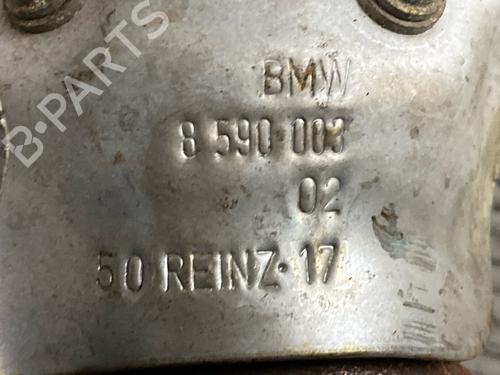 B-PARTS
BMW
8 590 003
02
50 REINZ·17